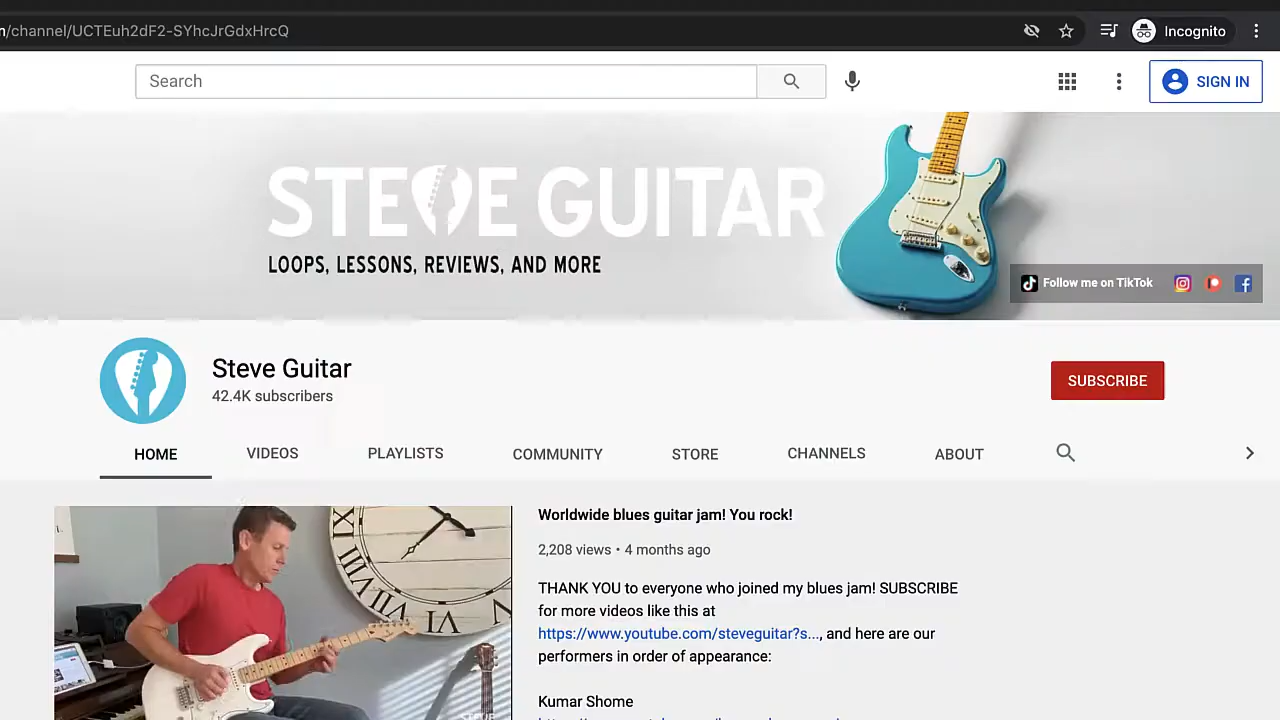 n/channel/UCTEuh2dF2-SYhcJrGdxHrcQ
Incognito
Search
SIGN IN
STEVE GUITAR
LOOPS, LESSONS, REVIEWS, AND MORE
Follow me on TikTok
Steve Guitar
42.4K subscribers
SUBSCRIBE
HOME
VIDEOS
PLAYLISTS
COMMUNITY
STORE
CHANNELS
ABOUT
Worldwide blues guitar jam! You rock!
2,208 views • 4 months ago
THANK YOU to everyone who joined my blues jam! SUBSCRIBE
for more videos like this at
https://www.youtube.com/steveguitar?s..., and here are our
performers in order of appearance:
Kumar Shome